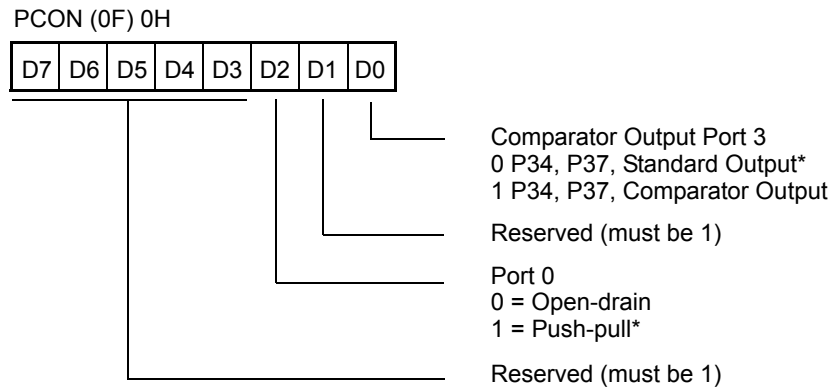 PCON (0F) 0H
D7 D6 D5 D4 D3 D2 D1 D0
Comparator Output Port 3
0 P34, P37, Standard Output*
1 P34, P37, Comparator Output
Reserved (must be 1)
Port 0
0 = Open-drain
1 = Push-pull*
Reserved (must be 1)